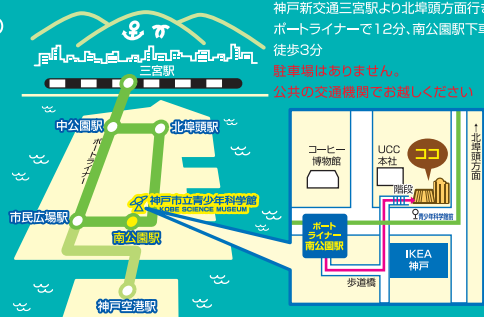 神戸新交通三宮駅より北埠頭方面行き
ポートライナーで12分、南公園駅下車
徒歩3分
駐車場はありません。
公共の交通機関でお越しください
三宮駅
中公園駅
北埠頭駅
ポートライナー
神戸市立青少年科学館
KOBE SCIENCE MUSEUM
市民広場駅
南公園駅
神戸空港駅
コーヒー
博物館
UCC
本社
ココ
階段
青少年科学館前
↑北埠頭方面
ポート
ライナー
南公園駅
IKEA
神戸
歩道橋